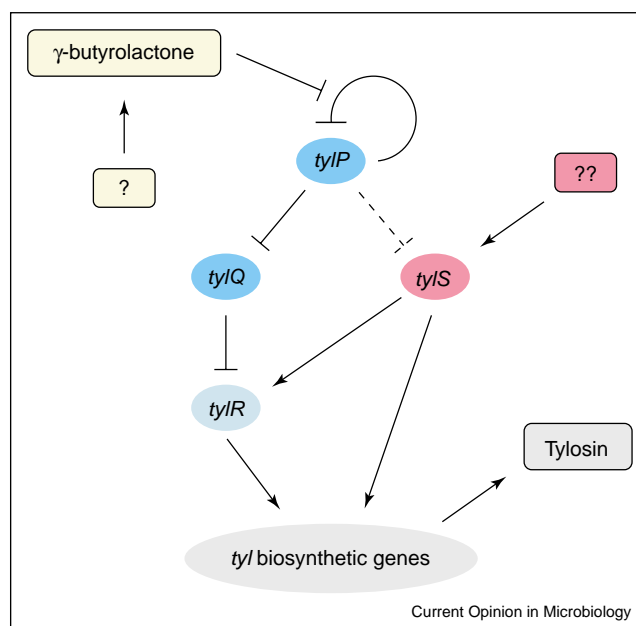 γ-butyrolactone
tylP
?
??
tylQ
tylS
tylR
Tylosin
tyl biosynthetic genes
Current Opinion in Microbiology